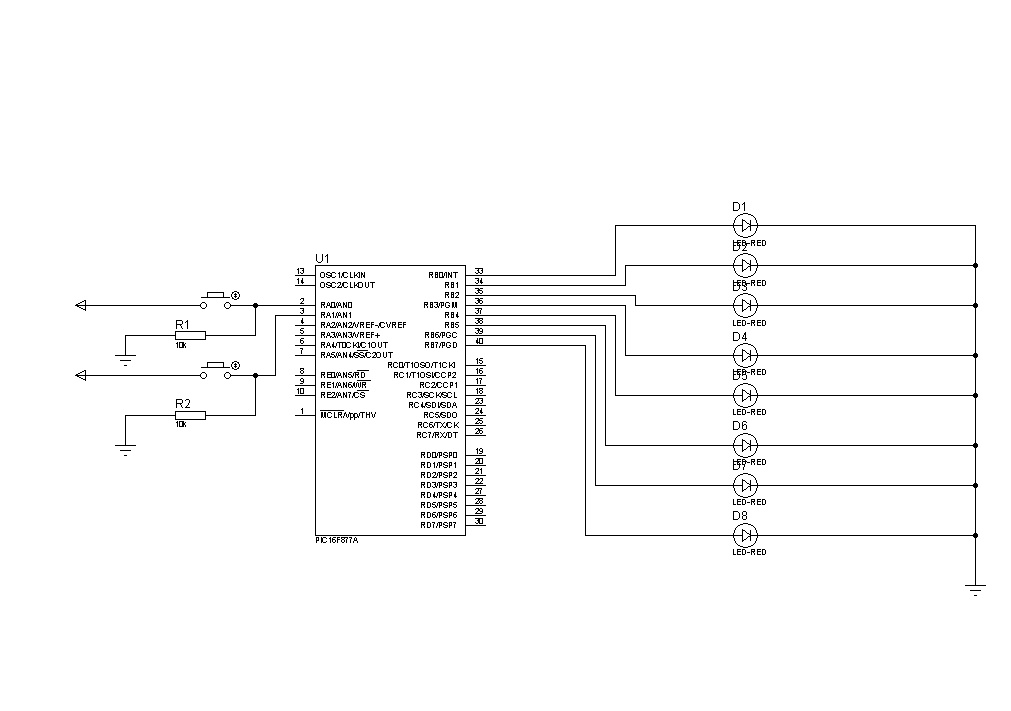 U1
13
OSC1/CLKIN
14
OSC2/CLKOUT
2
RA0/AN0
3
RA1/AN1
4
RA2/AN2/VREF-/CVREF
5
RA3/AN3/VREF+
6
RA4/T0CKI/C1OUT
7
RA5/AN4/SS/C2OUT
8
RE0/AN5/RD
9
RE1/AN6/WR
10
RE2/AN7/CS
1
MCLR/Vpp/THV
RB0/INT
33
RB1
34
RB2
35
RB3/PGM
36
RB4
37
RB5
38
RB6/PGC
39
RB7/PGD
40
RC0/T1OSO/T1CKI
15
RC1/T1OSI/CCP2
16
RC2/CCP1
17
RC3/SCK/SCL
18
RC4/SDI/SDA
23
RC5/SDO
24
RC6/TX/CK
25
RC7/RX/DT
26
RD0/PSP0
19
RD1/PSP1
20
RD2/PSP2
21
RD3/PSP3
22
RD4/PSP4
27
RD5/PSP5
28
RD6/PSP6
29
RD7/PSP7
30
PIC16F877A
R1
10k
R2
10k
D1
LED-RED
D2
LED-RED
D3
LED-RED
D4
LED-RED
D5
LED-RED
D6
LED-RED
D7
LED-RED
D8
LED-RED